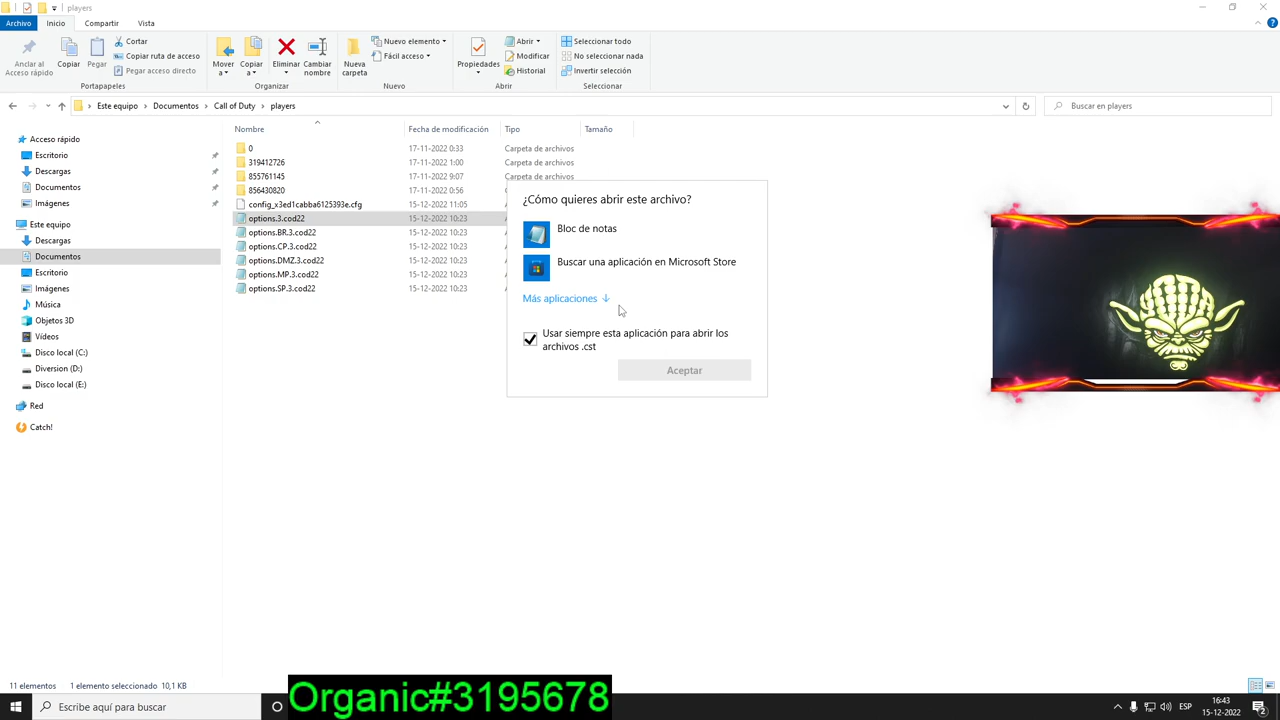 players
Archivo
Inicio
Compartir
Vista
Anclar al
Acceso rápido
Copiar
Pegar
Cortar
Copiar ruta de acceso
Pegar acceso directo
Portapapeles
Mover
a
Copiar
a
Eliminar
Cambiar
nombre
Organizar
Nueva
carpeta
Nuevo elemento
Fácil acceso
Nuevo
Propiedades
Abrir
Modificar
Historial
Abrir
Seleccionar todo
No seleccionar nada
Invertir selección
Seleccionar
Este equipo > Documentos > Call of Duty > players
Buscar en players
Acceso rápido
Escritorio
Descargas
Documentos
Imágenes
Este equipo
Descargas
Documentos
Escritorio
Imágenes
Música
Objetos 3D
Vídeos
Disco local (C:)
Diversion (D:)
Disco local (E:)
Red
Catch!
Nombre Fecha de modificación Tipo Tamaño
0 17-11-2022 0:33 Carpeta de archivos
319412726 17-11-2022 1:00 Carpeta de archivos
855761145 17-11-2022 9:07 Carpeta de archivos
856430820 17-11-2022 0:56
config_x3ed1cabba6125393e.cfg 15-12-2022 11:05
options.3.cod22 15-12-2022 10:23
options.BR.3.cod22 15-12-2022 10:23
options.CP.3.cod22 15-12-2022 10:23
options.DMZ.3.cod22 15-12-2022 10:23
options.MP.3.cod22 15-12-2022 10:23
options.SP.3.cod22 15-12-2022 10:23
¿Cómo quieres abrir este archivo?
Bloc de notas
Buscar una aplicación en Microsoft Store
Más aplicaciones ↓
Usar siempre esta aplicación para abrir los
archivos .cst
Aceptar
11 elementos 1 elemento seleccionado 10,1 KB
Escribe aquí para buscar
Organic#3195678
ESP
16:43
15-12-2022
2